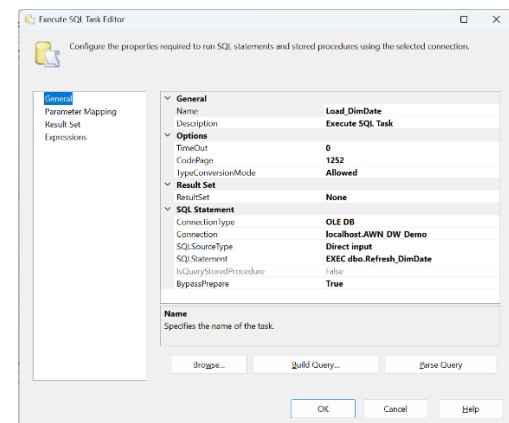 Execute SQL Task Editor
Configure the properties required to run SQL statements and stored procedures using the selected connection.
General
Parameter Mapping
Result Set
Expressions
General
Name Load_DimDate
Description Execute SQL Task
Options
TimeOut 0
CodePage 1252
TypeConversionMode Allowed
Result Set
ResultSet None
SQL Statement
ConnectionType OLE DB
Connection localhost.AWN_DW_Demo
SQLSourceType Direct input
SQLStatement EXEC dbo.Refresh_DimDate
IsQueryStoredProcedure False
BypassPrepare True
Name
Specifies the name of the task.
Browse... Build Query... Parse Query
OK Cancel Help